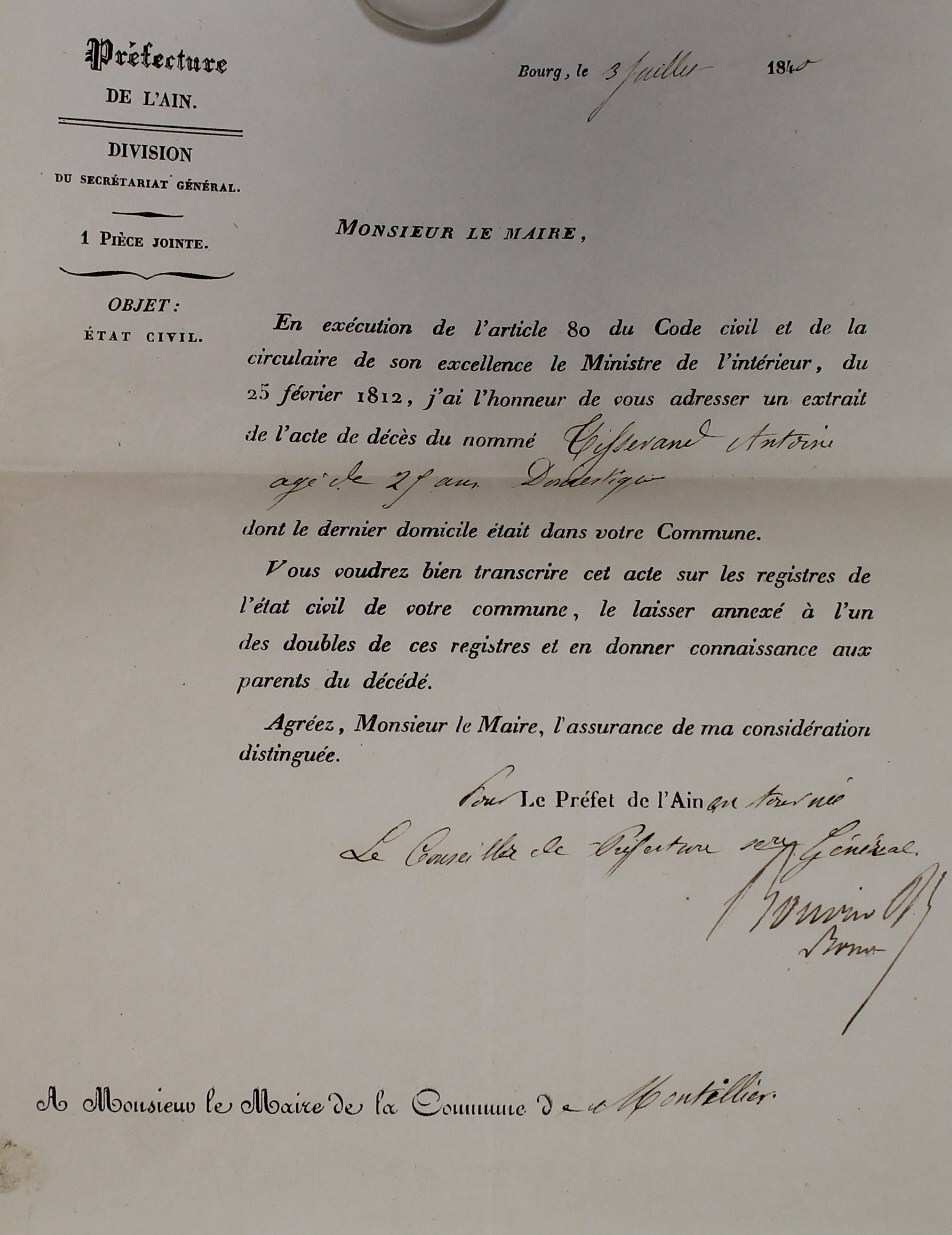 Préfecture
DE L'AIN.
DIVISION
DU SECRÉTARIAT GÉNÉRAL.
1 PIÈCE JOINTE.
OBJET :
ÉTAT CIVIL.
Bourg, le 3 Juillet 1840
MONSIEUR LE MAIRE,
En exécution de l'article 80 du Code civil et de la
circulaire de son excellence le Ministre de l'intérieur, du
25 février 1812, j'ai l'honneur de vous adresser un extrait
de l'acte de décès du nommé Tisserand Antoine
agé de 25 ans Domestique
dont le dernier domicile était dans votre Commune.
Vous voudrez bien transcrire cet acte sur les registres de
l'état civil de votre commune, le laisser annexé à l'un
des doubles de ces registres et en donner connaissance aux
parents du décédé.
Agréez, Monsieur le Maire, l'assurance de ma considération
distinguée.
Pour Le Préfet de l'Ain en tournée
Le Conseiller de Préfecture Général
A Monsieur le Maire de la Commune de Montellier.